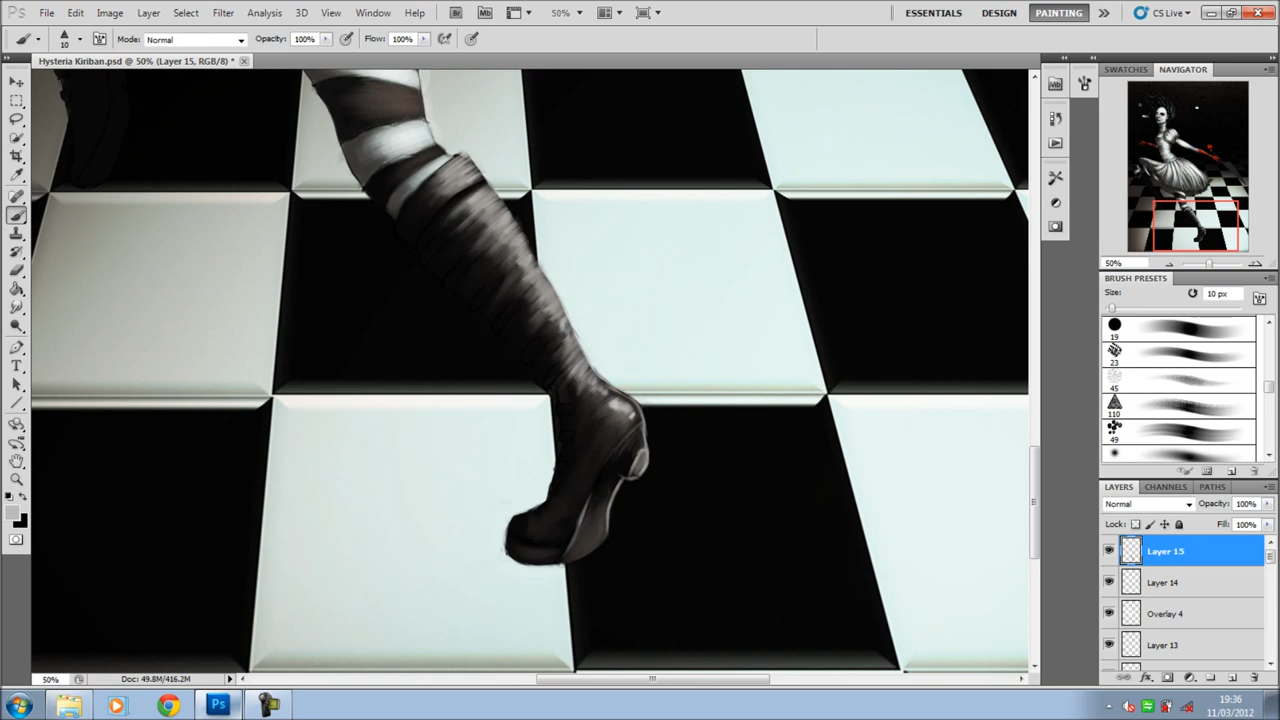 Ps File Edit Image Layer Select Filter Analysis 3D View Window Help Br Mb 50% ESSENTIALS DESIGN PAINTING CS Live
10 Mode: Normal Opacity: 100% Flow: 100%
Hysteria Kiriban.psd @ 50% (Layer 15, RGB/8) *
SWATCHES NAVIGATOR
Mb
50%
BRUSH PRESETS
Size: 10 px
19
23
45
110
49
LAYERS CHANNELS PATHS
Normal Opacity: 100%
Lock: Fill: 100%
Layer 15
Layer 14
Overlay 4
Layer 13
50% Doc: 49.8M/416.2M
Ps
19:36
11/03/2012